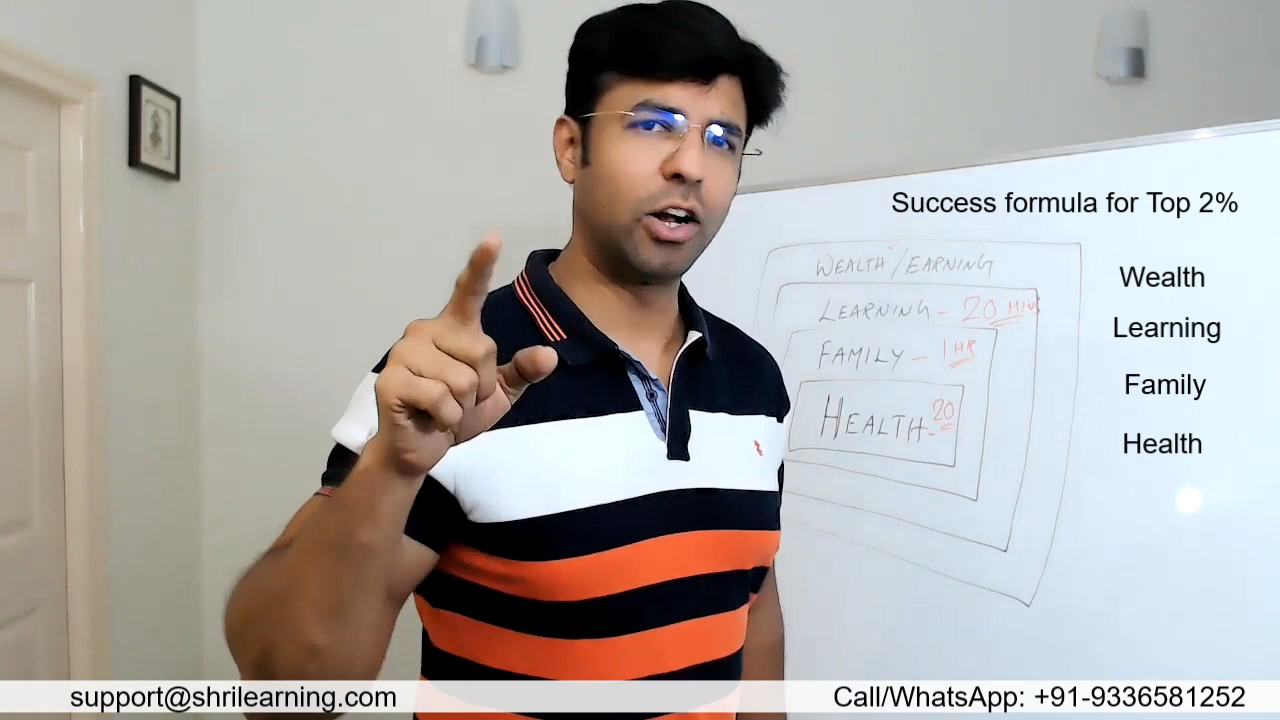 Success formula for Top 2%
WEALTH/EARNING
Wealth
LEARNING - 20 MINS
Learning
FAMILY - 1 HR
Family
HEALTH - 20
Health
support@shrilearning.com
Call/WhatsApp: +91-9336581252